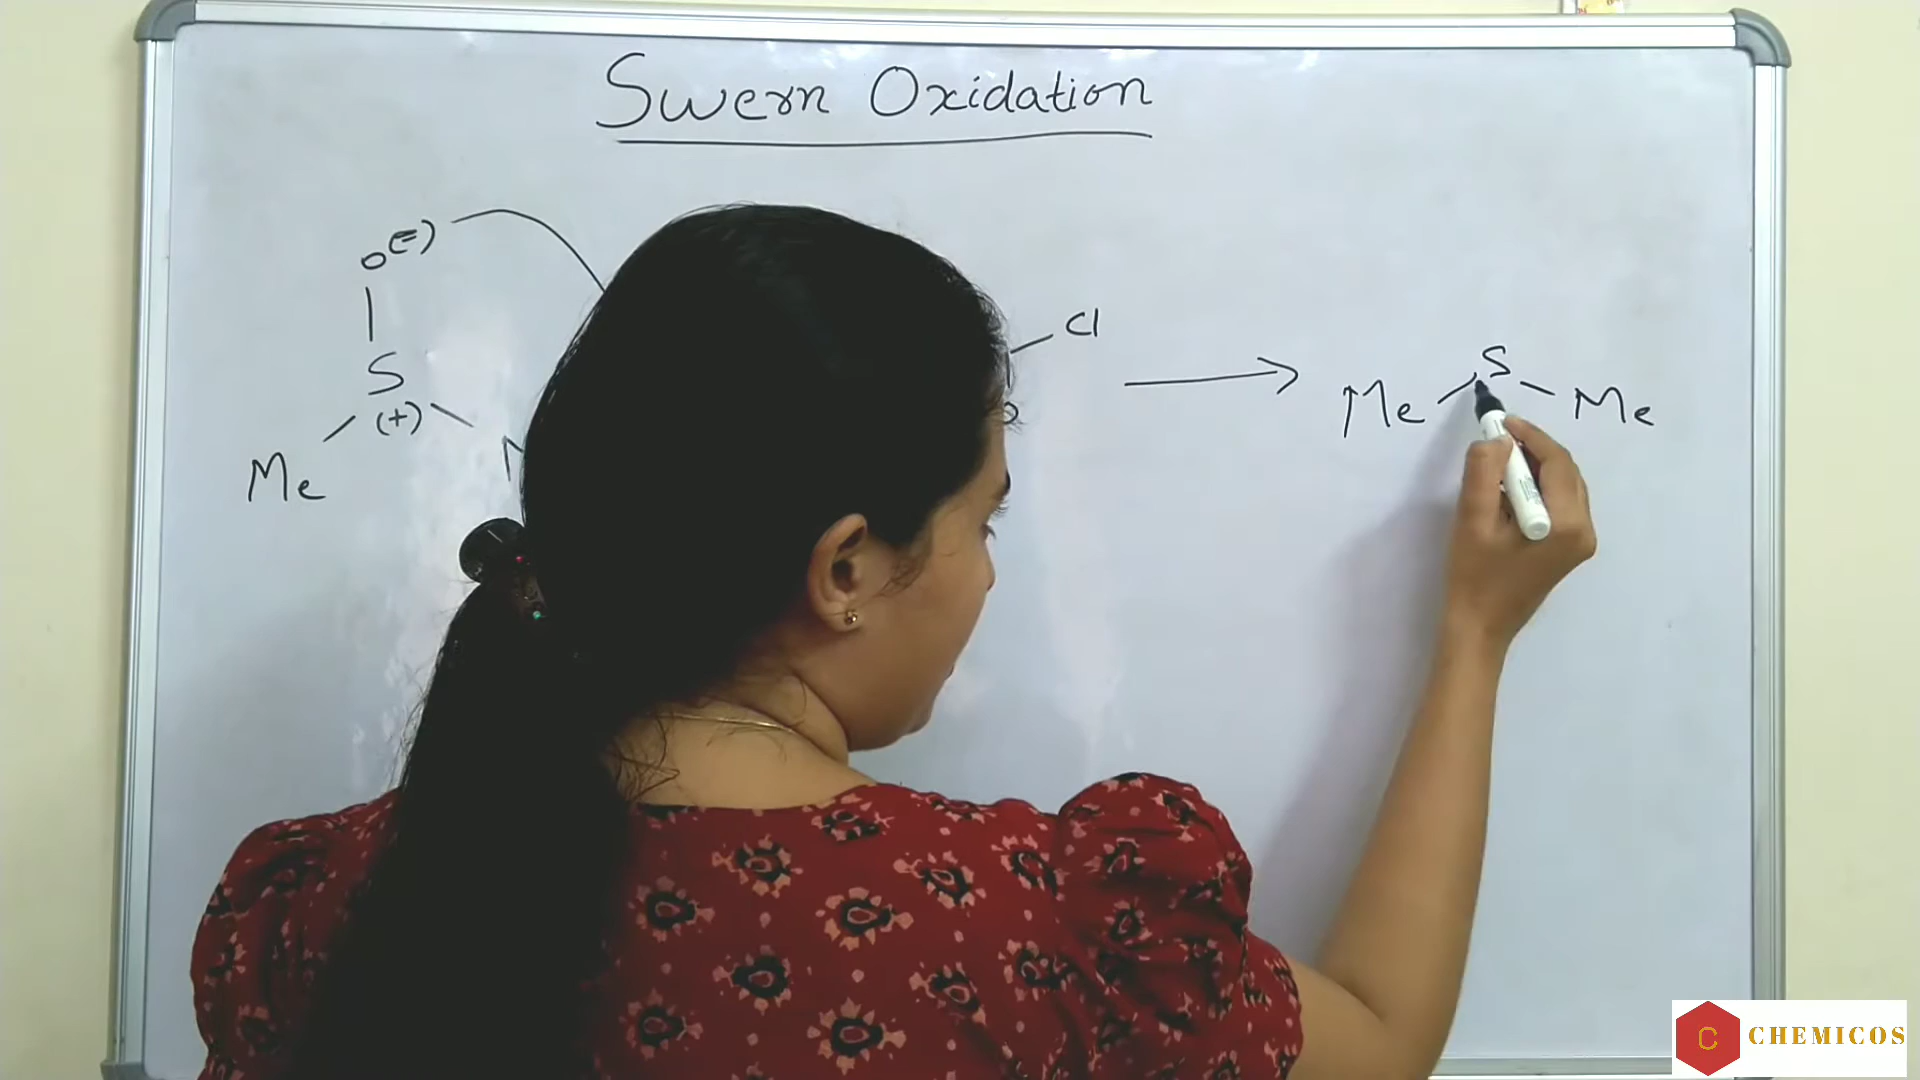 Swern Oxidation
O(-)
S
(+)
Me
Cl
S
Me
Me
C CHEMICOS